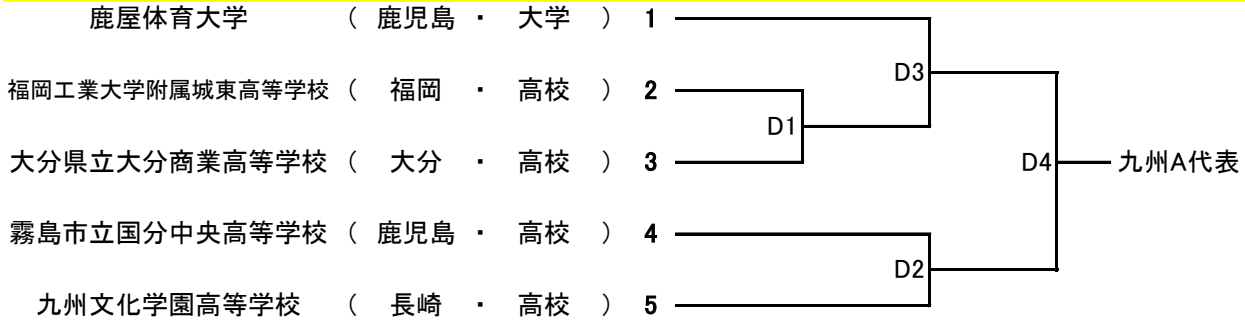 鹿屋体育大学 ( 鹿児島 ・ 大学 ) 1
D3
福岡工業大学附属城東高等学校 ( 福岡 ・ 高校 ) 2
D1
大分県立大分商業高等学校 ( 大分 ・ 高校 ) 3
D4 九州A代表
霧島市立国分中央高等学校 ( 鹿児島 ・ 高校 ) 4
D2
九州文化学園高等学校 ( 長崎 ・ 高校 ) 5